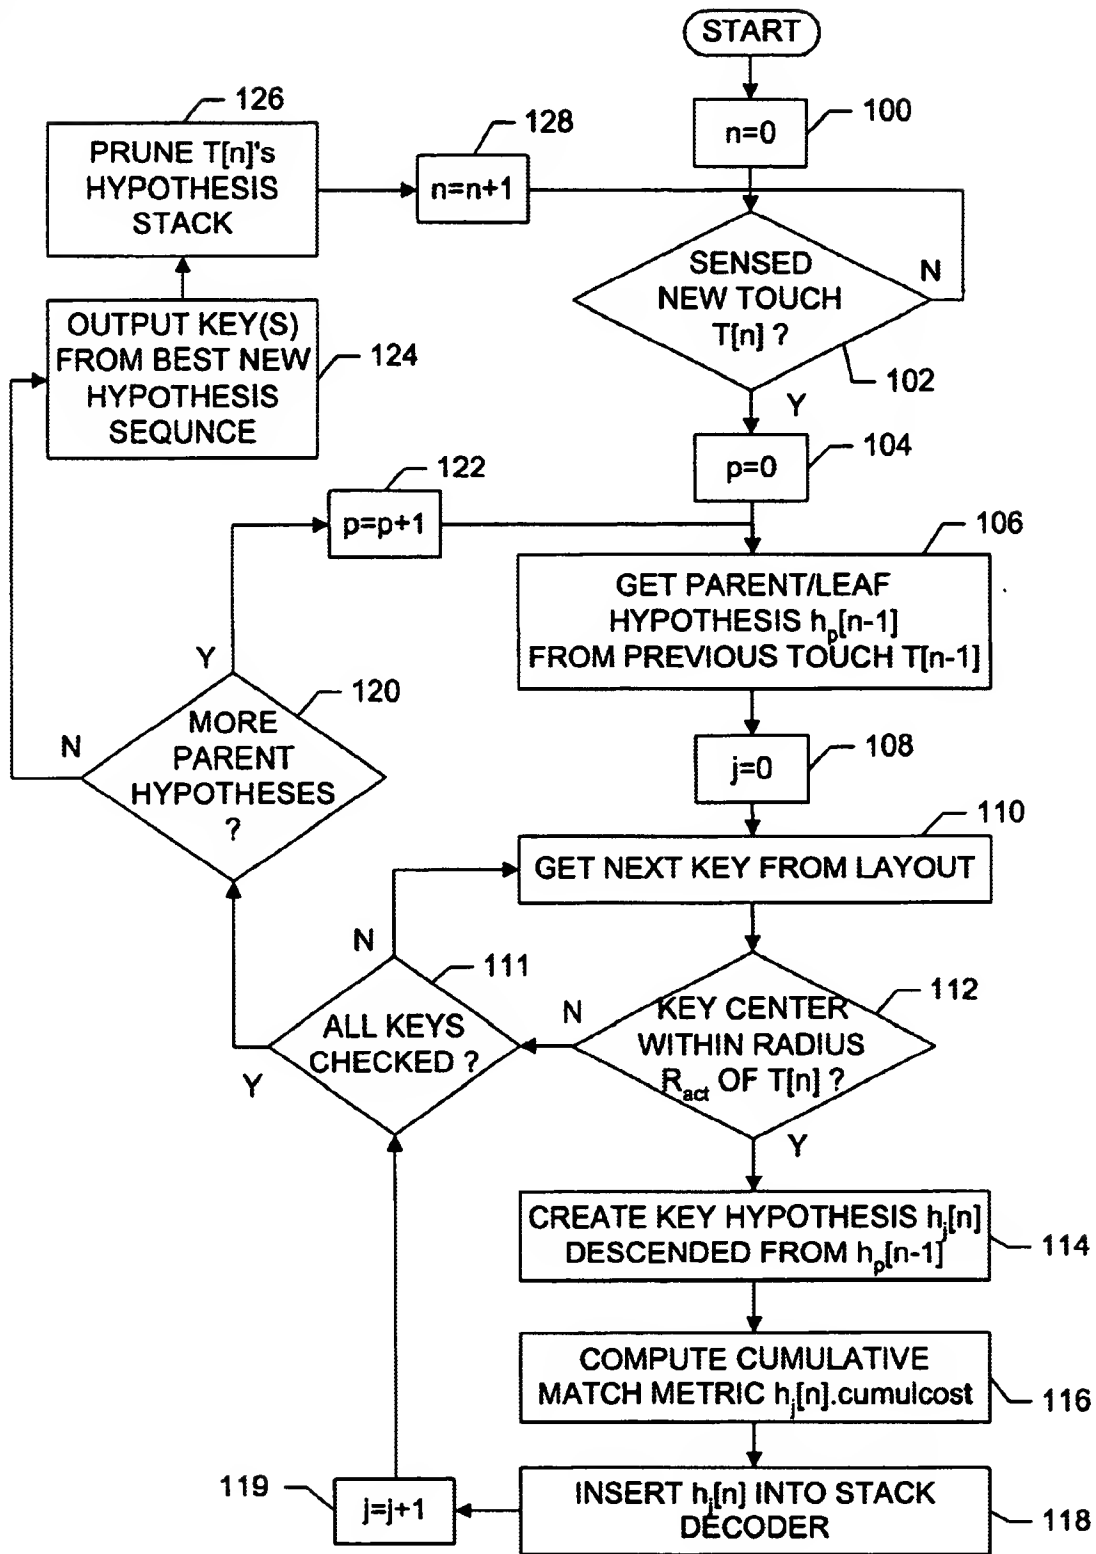 START
100
n=0
126
PRUNE T[n]'s
HYPOTHESIS
STACK
128
n=n+1
SENSED
NEW TOUCH
T[n] ?
N
102
Y
OUTPUT KEY(S)
FROM BEST NEW
HYPOTHESIS
SEQUNCE
124
104
p=0
122
p=p+1
106
GET PARENT/LEAF
HYPOTHESIS hp[n-1]
FROM PREVIOUS TOUCH T[n-1]
Y
120
MORE
PARENT
HYPOTHESES
?
N
108
j=0
110
GET NEXT KEY FROM LAYOUT
N
111
ALL KEYS
CHECKED ?
Y
112
N
KEY CENTER
WITHIN RADIUS
Ract OF T[n] ?
Y
CREATE KEY HYPOTHESIS hj[n]
DESCENDED FROM hp[n-1]
114
COMPUTE CUMULATIVE
MATCH METRIC hj[n].cumulcost
116
119
j=j+1
INSERT hj[n] INTO STACK
DECODER
118